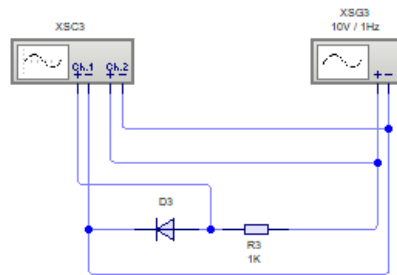 XSG3
10V / 1Hz
XSC3
Ch.1 Ch.2
+ - + -
+ -
D3
R3
1K